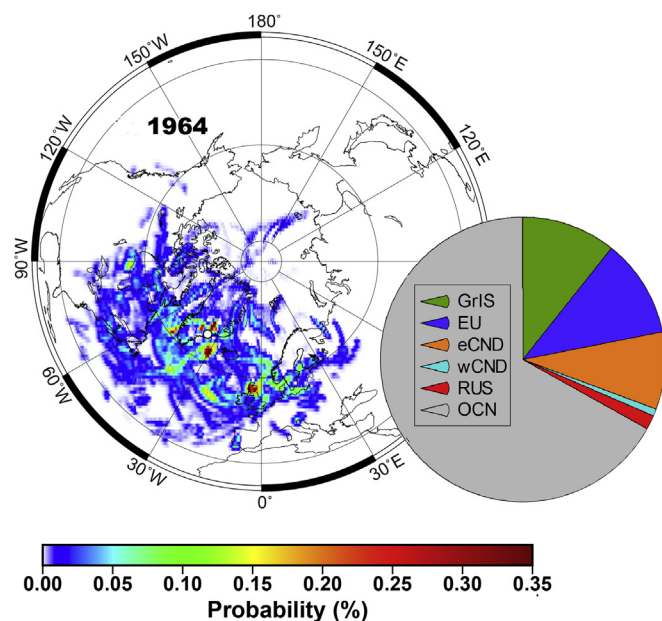 180˚
150˚W
150˚E
120˚W
1964
120˚E
90˚W
GrIS
EU
eCND
wCND
RUS
OCN
60˚W
30˚W
30˚E
0˚
0.00 0.05 0.10 0.15 0.20 0.25 0.30 0.35
Probability (%)